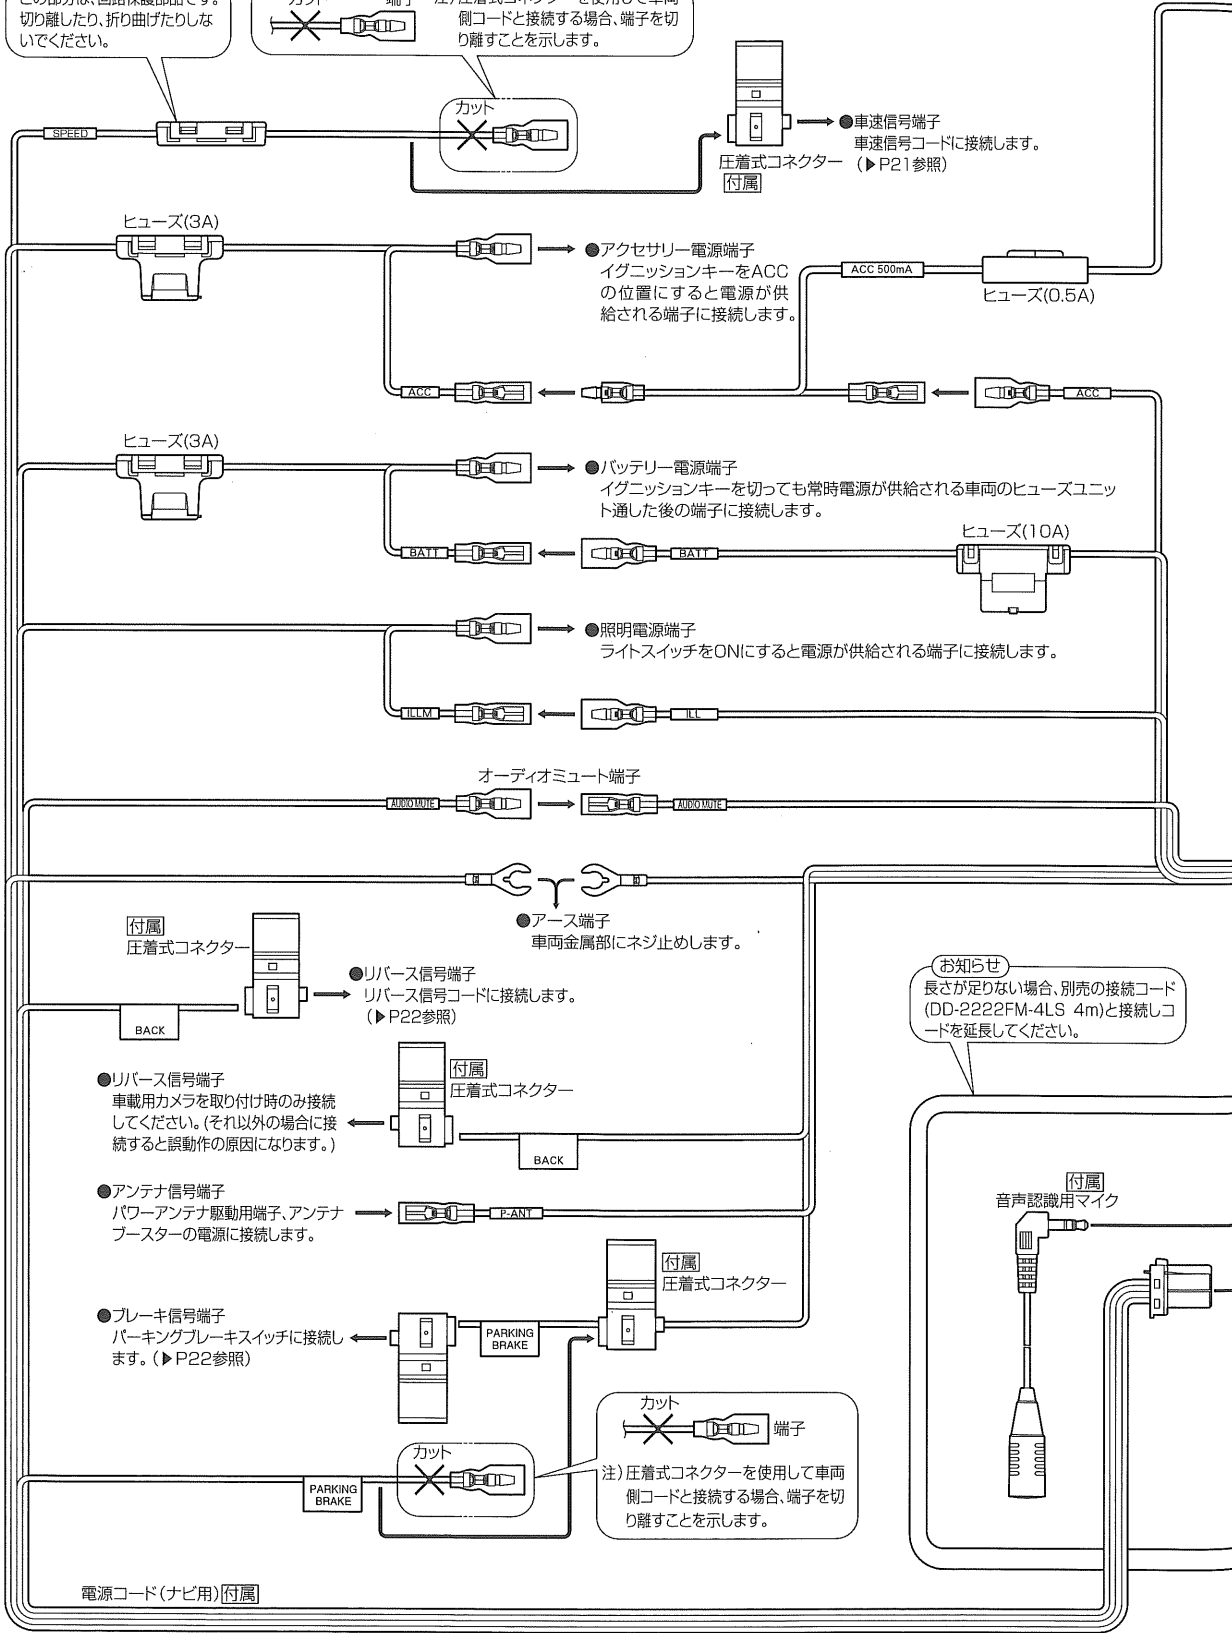 この部分は、回路保護部品です。
切り離したり、折り曲げたりしな
いでください。
カット
端子
注）圧着式コネクターを使用して車両
側コードと接続する場合、端子を切
り離すことを示します。
カット
SPEED
●車速信号端子
車速信号コードに接続します。
（▶P21参照）
圧着式コネクター
付属
ヒューズ(3A)
●アクセサリー電源端子
イグニッションキーをACC
の位置にすると電源が供
給される端子に接続します。
ACC 500mA
ヒューズ(0.5A)
ACC
ACC
ヒューズ(3A)
●バッテリー電源端子
イグニッションキーを切っても常時電源が供給される車両のヒューズユニッ
ト通した後の端子に接続します。
ヒューズ(10A)
BATT
BATT
●照明電源端子
ライトスイッチをONにすると電源が供給される端子に接続します。
ILLM
ILL
オーディオミュート端子
AUDIO MUTE
AUDIO MUTE
●アース端子
車両金属部にネジ止めします。
付属
圧着式コネクター
●リバース信号端子
リバース信号コードに接続します。
（▶P22参照）
BACK
お知らせ
長さが足りない場合、別売の接続コード
(DD-2222FM-4LS 4m)と接続しコ
ードを延長してください。
付属
圧着式コネクター
●リバース信号端子
車載用カメラを取り付け時のみ接続
してください。(それ以外の場合に接
続すると誤動作の原因になります。)
BACK
●アンテナ信号端子
パワーアンテナ駆動用端子、アンテナ
ブースターの電源に接続します。
P-ANT
付属
音声認識用マイク
付属
圧着式コネクター
●ブレーキ信号端子
パーキングブレーキスイッチに接続し
ます。（▶P22参照）
PARKING
BRAKE
カット
端子
注）圧着式コネクターを使用して車両
側コードと接続する場合、端子を切
り離すことを示します。
カット
PARKING
BRAKE
電源コード（ナビ用）付属